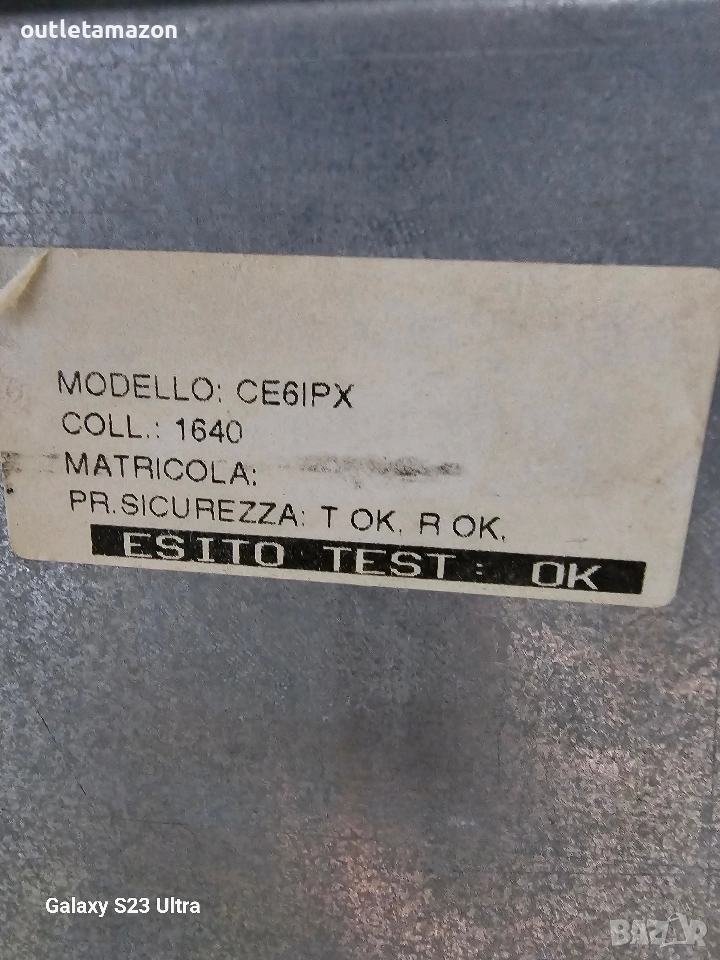 outletamazon
MODELLO: CE6IPX
COLL.: 1640
MATRICOLA:
PR.SICUREZZA: T OK. R OK.
ESITO TEST: OK
Galaxy S23 Ultra
BAZAR